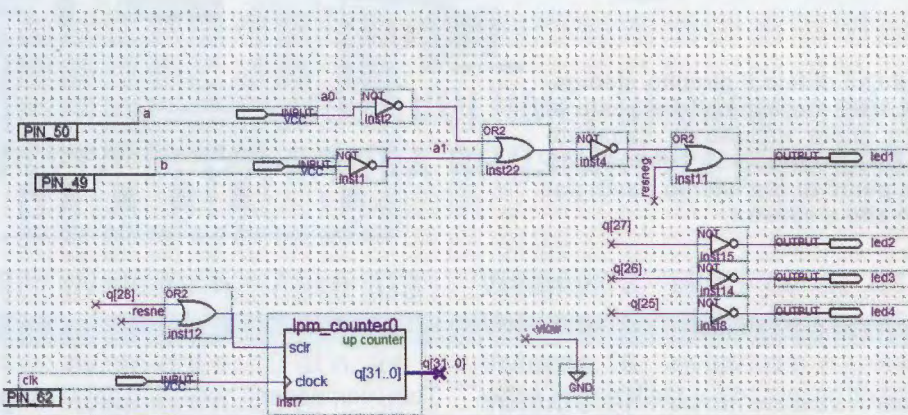 a
INPUT
VCC
a0
NOT
inst2
PIN_50
b
INPUT
VCC
NOT
inst1
a1
PIN_49
OR2
inst22
NOT
inst4
OR2
inst11
resneg
OUTPUT
led1
q[27]
NOT
inst15
OUTPUT
led2
q[26]
NOT
inst14
OUTPUT
led3
q[25]
NOT
inst8
OUTPUT
led4
q[28]
resne
OR2
inst12
lpm_counter0
up counter
sclr
q[31..0]
clock
inst7
q[31..0]
clk
INPUT
VCC
PIN_62
GND